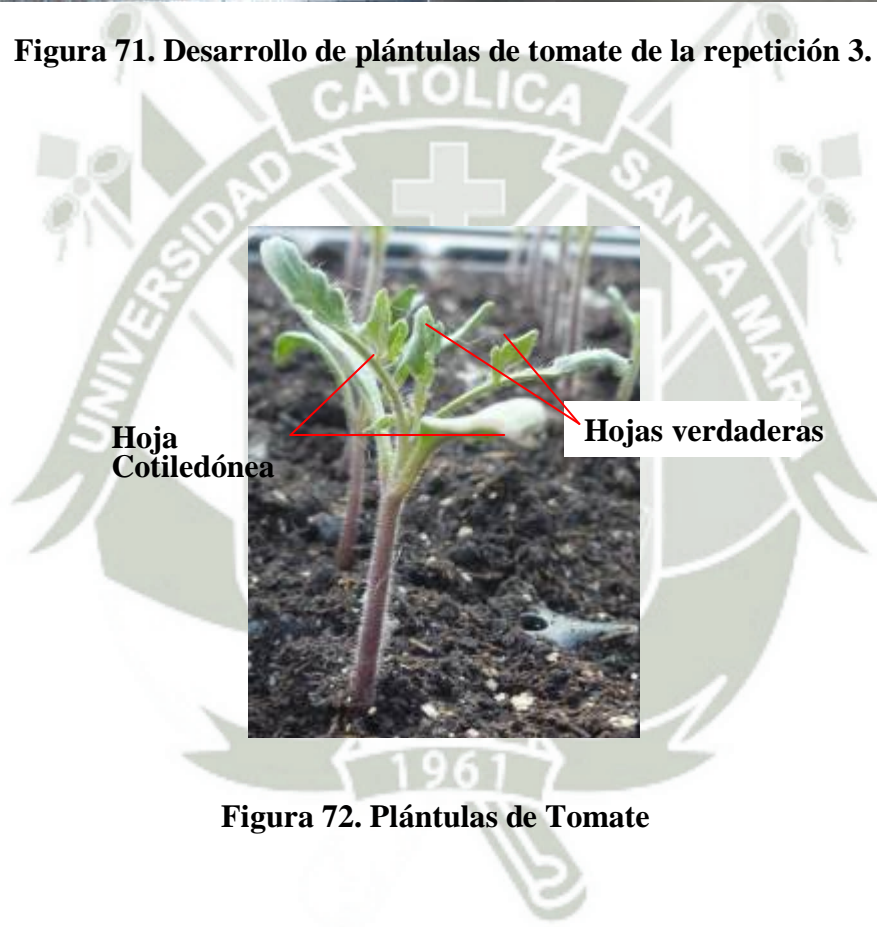 Figura 71. Desarrollo de plántulas de tomate de la repetición 3.
CATOLICA
UNIVERSIDAD
SANTA MARI
Hoja
Cotiledónea
Hojas verdaderas
1961
Figura 72. Plántulas de Tomate